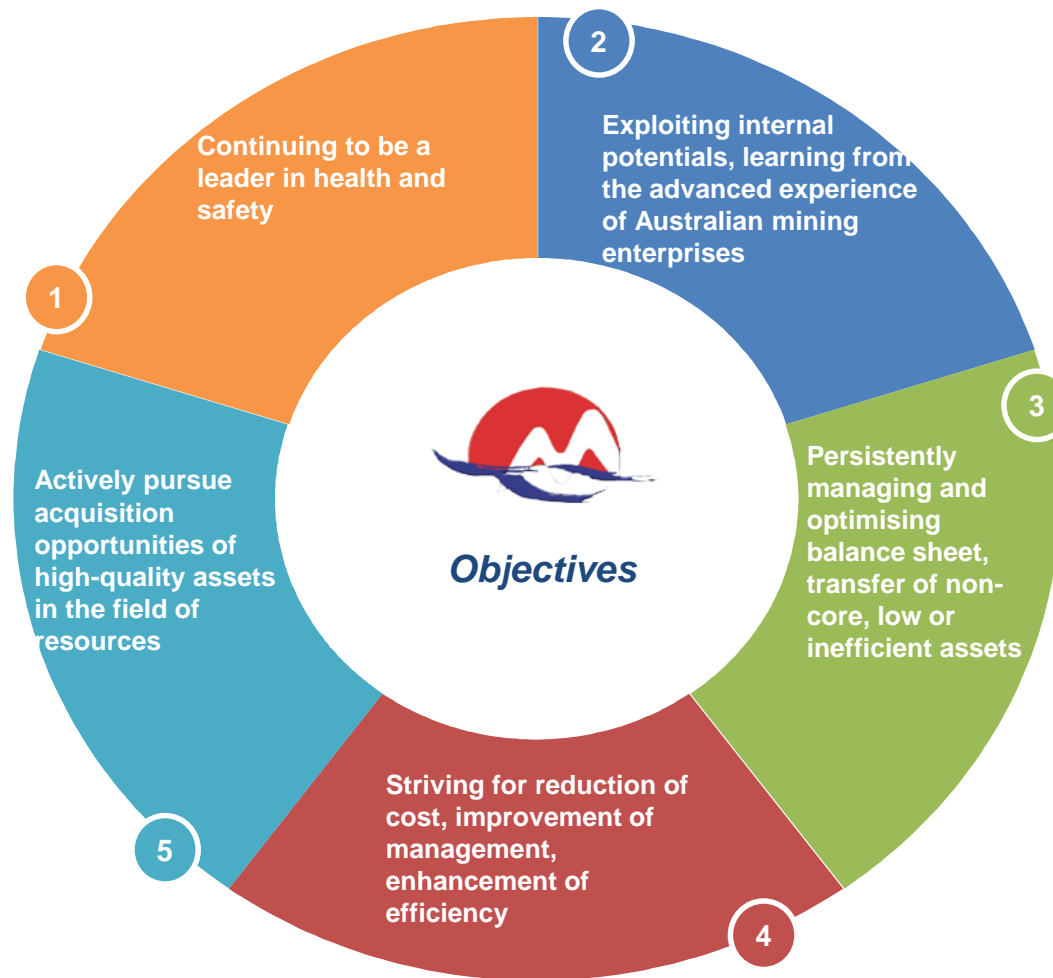 1
Continuing to be a
leader in health and
safety
2
Exploiting internal
potentials, learning from
the advanced experience
of Australian mining
enterprises
3
Persistently
managing and
optimising
balance sheet,
transfer of non-
core, low or
inefficient assets
4
Striving for reduction of
cost, improvement of
management,
enhancement of
efficiency
5
Actively pursue
acquisition
opportunities of
high-quality assets
in the field of
resources
Objectives